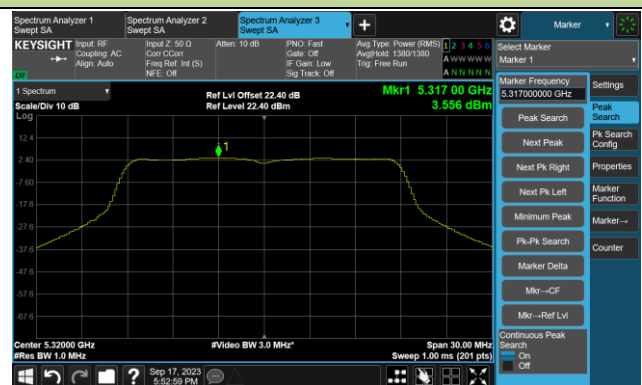 Spectrum Analyzer 1
Swept SA
Spectrum Analyzer 2
Swept SA
Spectrum Analyzer 3
Swept SA
Marker
KEYSIGHT
Input: RF
Coupling: AC
Align: Auto
Input Z: 50 Ω
Corr CCorr
Freq Ref: Int (S)
NFE: Off
Atten: 10 dB
PNO: Fast
Gate: Off
IF Gain: Low
Sig Track: Off
Avg Type: Power (RMS)
Avg|Hold: 1380/1380
Trig: Free Run
1 2 3 4 5 6
A W W W W W
A N N N N N
LW
Select Marker
Marker 1
1 Spectrum
Scale/Div 10 dB
Ref Lvl Offset 22.40 dB
Ref Level 22.40 dBm
Mkr1 5.317 00 GHz
3.556 dBm
Log
12.4
2.40
-7.60
-17.6
-27.6
-37.6
-47.6
-57.6
-67.6
1
Center 5.32000 GHz
#Res BW 1.0 MHz
#Video BW 3.0 MHz*
Span 30.00 MHz
Sweep 1.00 ms (201 pts)
Marker Frequency
5.317000000 GHz
Peak Search
Next Peak
Next Pk Right
Next Pk Left
Minimum Peak
Pk-Pk Search
Marker Delta
Mkr→CF
Mkr→Ref Lvl
Continuous Peak
Search
On
Off
Settings
Peak
Search
Pk Search
Config
Properties
Marker
Function
Marker→
Counter
Sep 17, 2023
5:52:59 PM